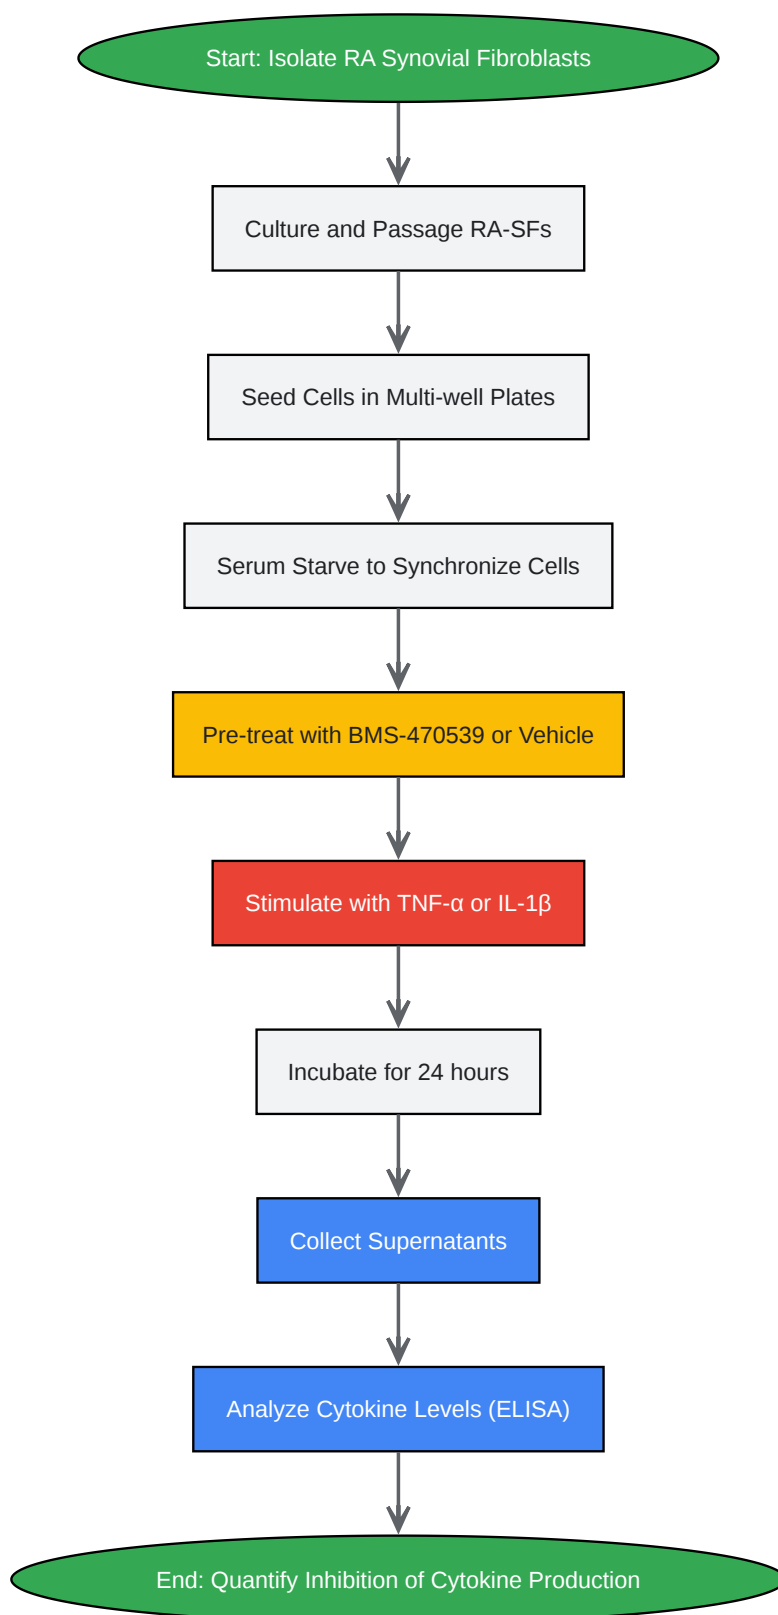 Start: Isolate RA Synovial Fibroblasts
Culture and Passage RA-SFs
Seed Cells in Multi-well Plates
Serum Starve to Synchronize Cells
Pre-treat with BMS-470539 or Vehicle
Stimulate with TNF-α or IL-1β
Incubate for 24 hours
Collect Supernatants
Analyze Cytokine Levels (ELISA)
End: Quantify Inhibition of Cytokine Production